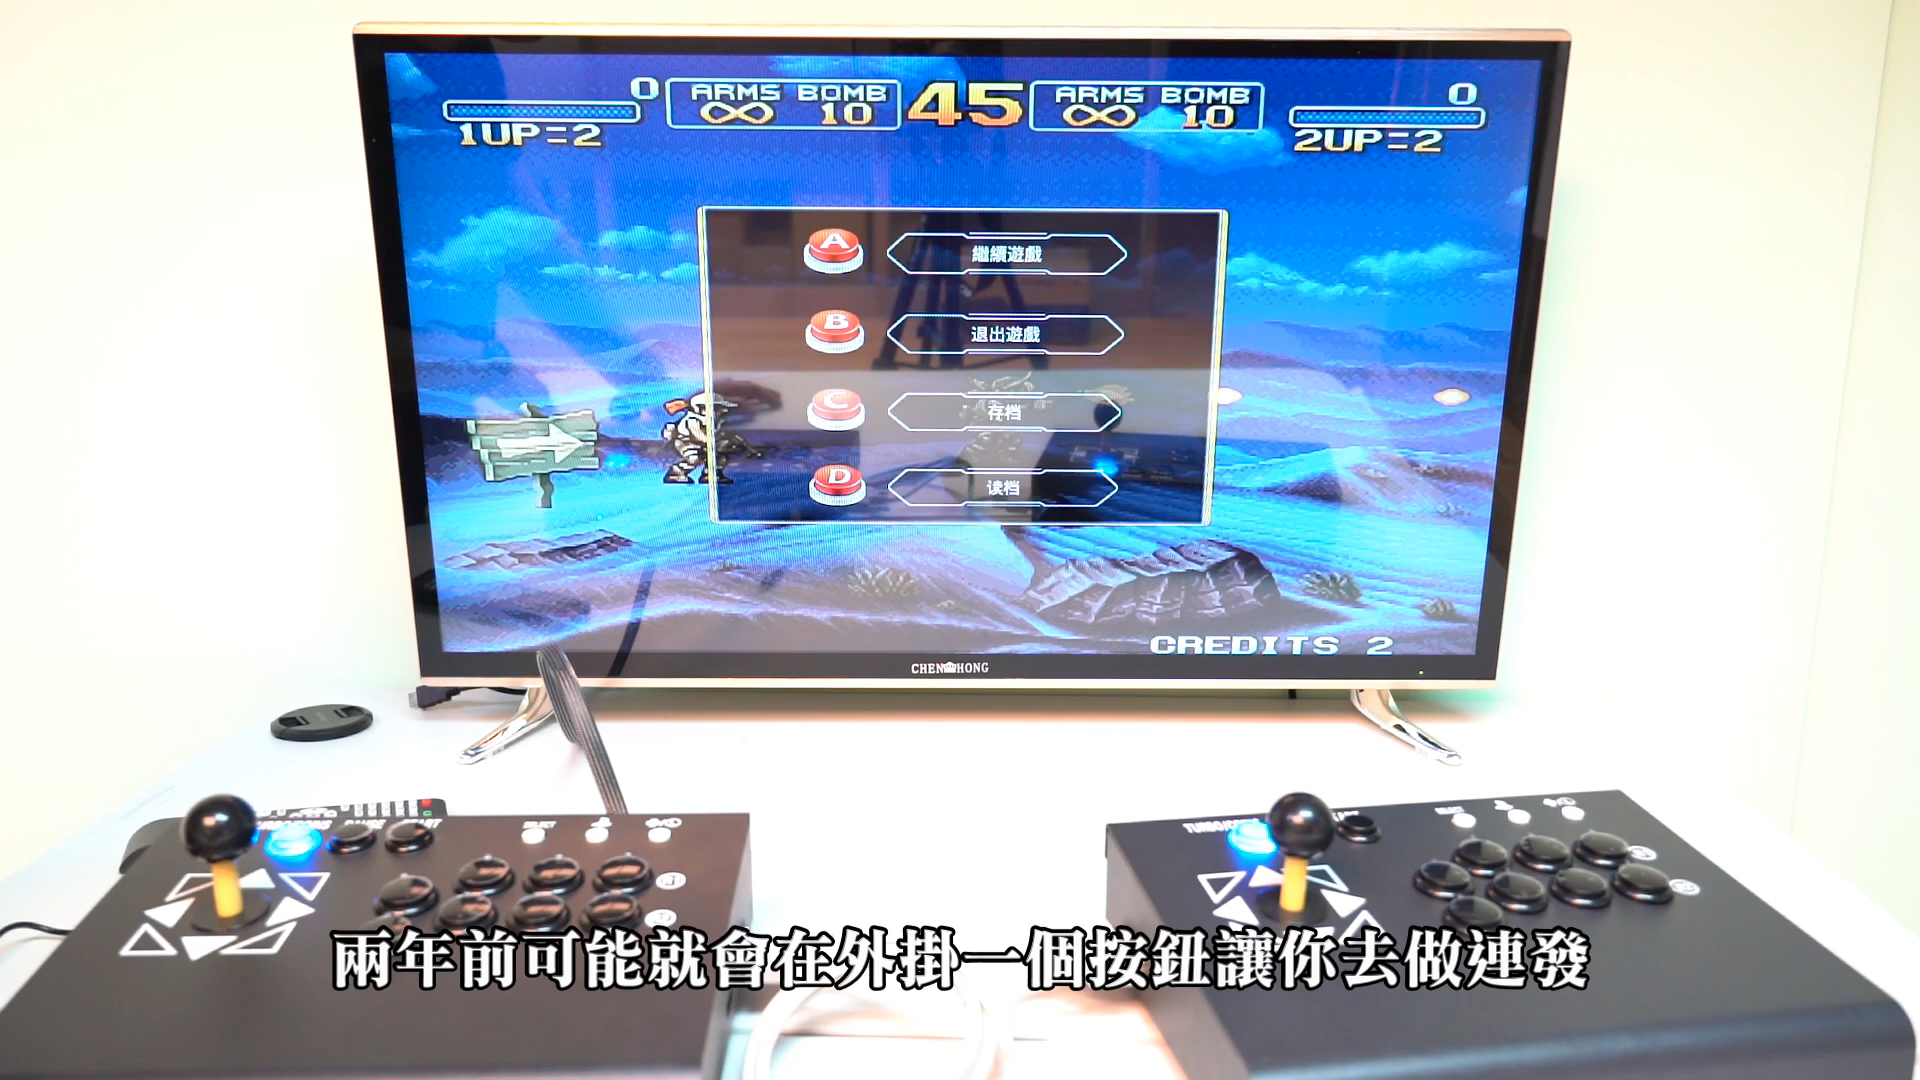 0 ARMS BOMB 45 ARMS BOMB 0
∞ 10 ∞ 10
1UP=2 2UP=2
A 繼續遊戲
B 退出遊戲
C 存档
D 读档
CREDITS 2
CHENHONG
SELECT
SELECT
兩年前可能就會在外掛一個按鈕讓你去做連發